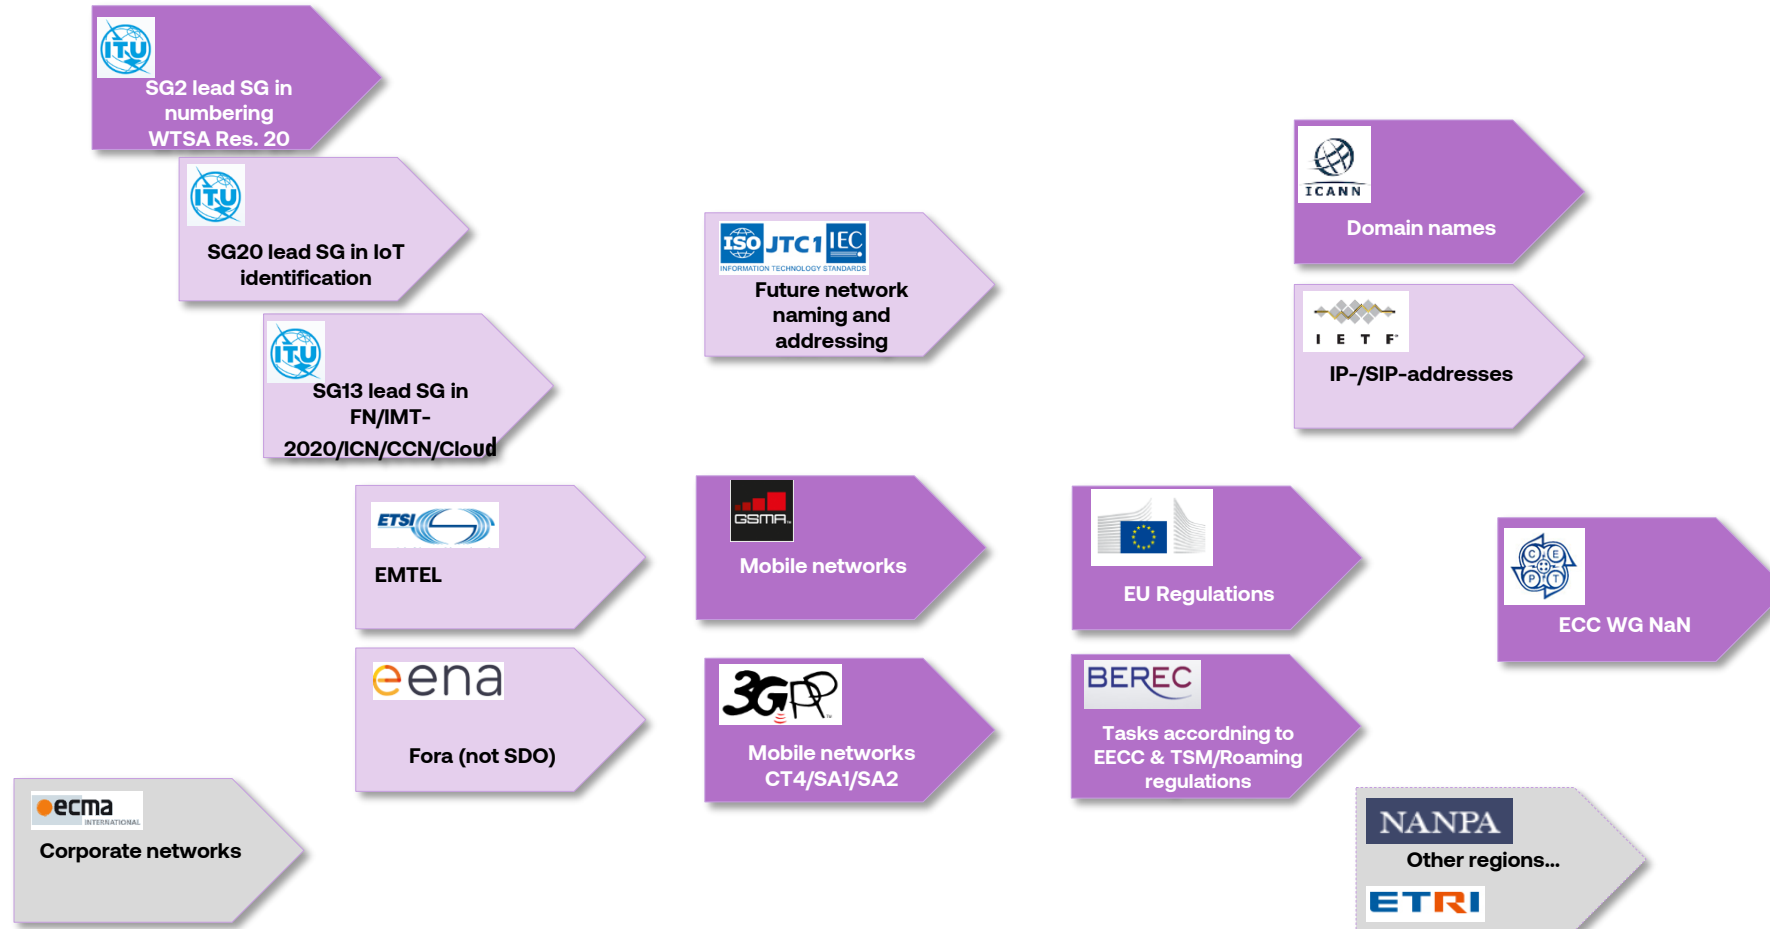 ITU
SG2 lead SG in
numbering
WTSA Res. 20
ITU
SG20 lead SG in IoT
identification
ITU
SG13 lead SG in
FN/IMT-
2020/ICN/CCN/Cloud
ISO JTC1 IEC
INFORMATION TECHNOLOGY STANDARDS
Future network
naming and
addressing
ICANN
Domain names
IETF
IP-/SIP-addresses
ETSI
EMTEL
GSMA
Mobile networks
EU Regulations
CEPT
ECC WG NaN
eena
Fora (not SDO)
3GPP
TM
Mobile networks
CT4/SA1/SA2
BEREC
Tasks accordning to
EECC & TSM/Roaming
regulations
ecma
INTERNATIONAL
Corporate networks
NANPA
Other regions...
ETRI